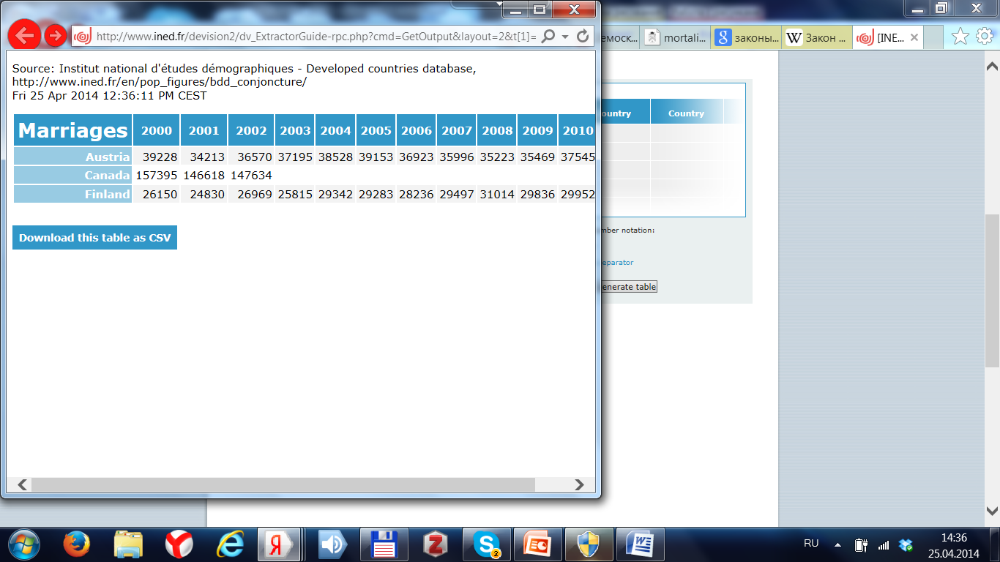 http://www.ined.fr/devision2/dv_ExtractorGuide-rpc.php?cmd=GetOutput&layout=2&t[1]=
mortali...
законы...
W Закон ...
[INE...
Source: Institut national d'études démographiques - Developed countries database,
http://www.ined.fr/en/pop_figures/bdd_conjoncture/
Fri 25 Apr 2014 12:36:11 PM CEST
Marriages 2000 2001 2002 2003 2004 2005 2006 2007 2008 2009 2010
Austria 39228 34213 36570 37195 38528 39153 36923 35996 35223 35469 37545
Canada 157395 146618 147634
Finland 26150 24830 26969 25815 29342 29283 28236 29497 31014 29836 29952
Download this table as CSV
ountry Country
mber notation:
eparator
enerate table
RU
14:36
25.04.2014